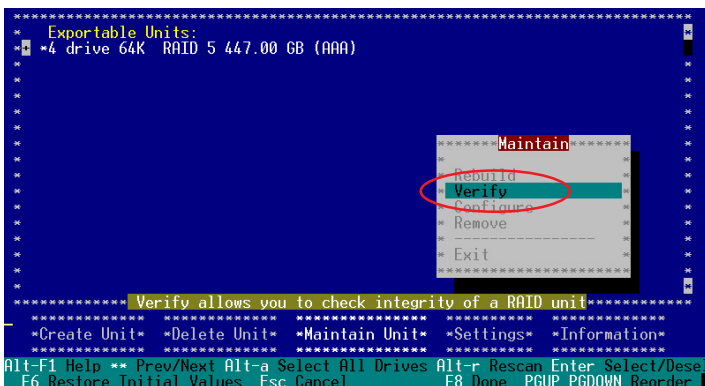 Exportable Units:
+ *4 drive 64K RAID 5 447.00 GB (AAA)
Maintain
Rebuild
Verify
Configure
Remove
----------------
Exit
Verify allows you to check integrity of a RAID unit
*Create Unit* *Delete Unit* *Maintain Unit* *Settings* *Information*
Alt-F1 Help ** Prev/Next Alt-a Select All Drives Alt-r Rescan Enter Select/Dese
F6 Restore Initial Values Esc Cancel F8 Done PGUP PGDOWN Reorder